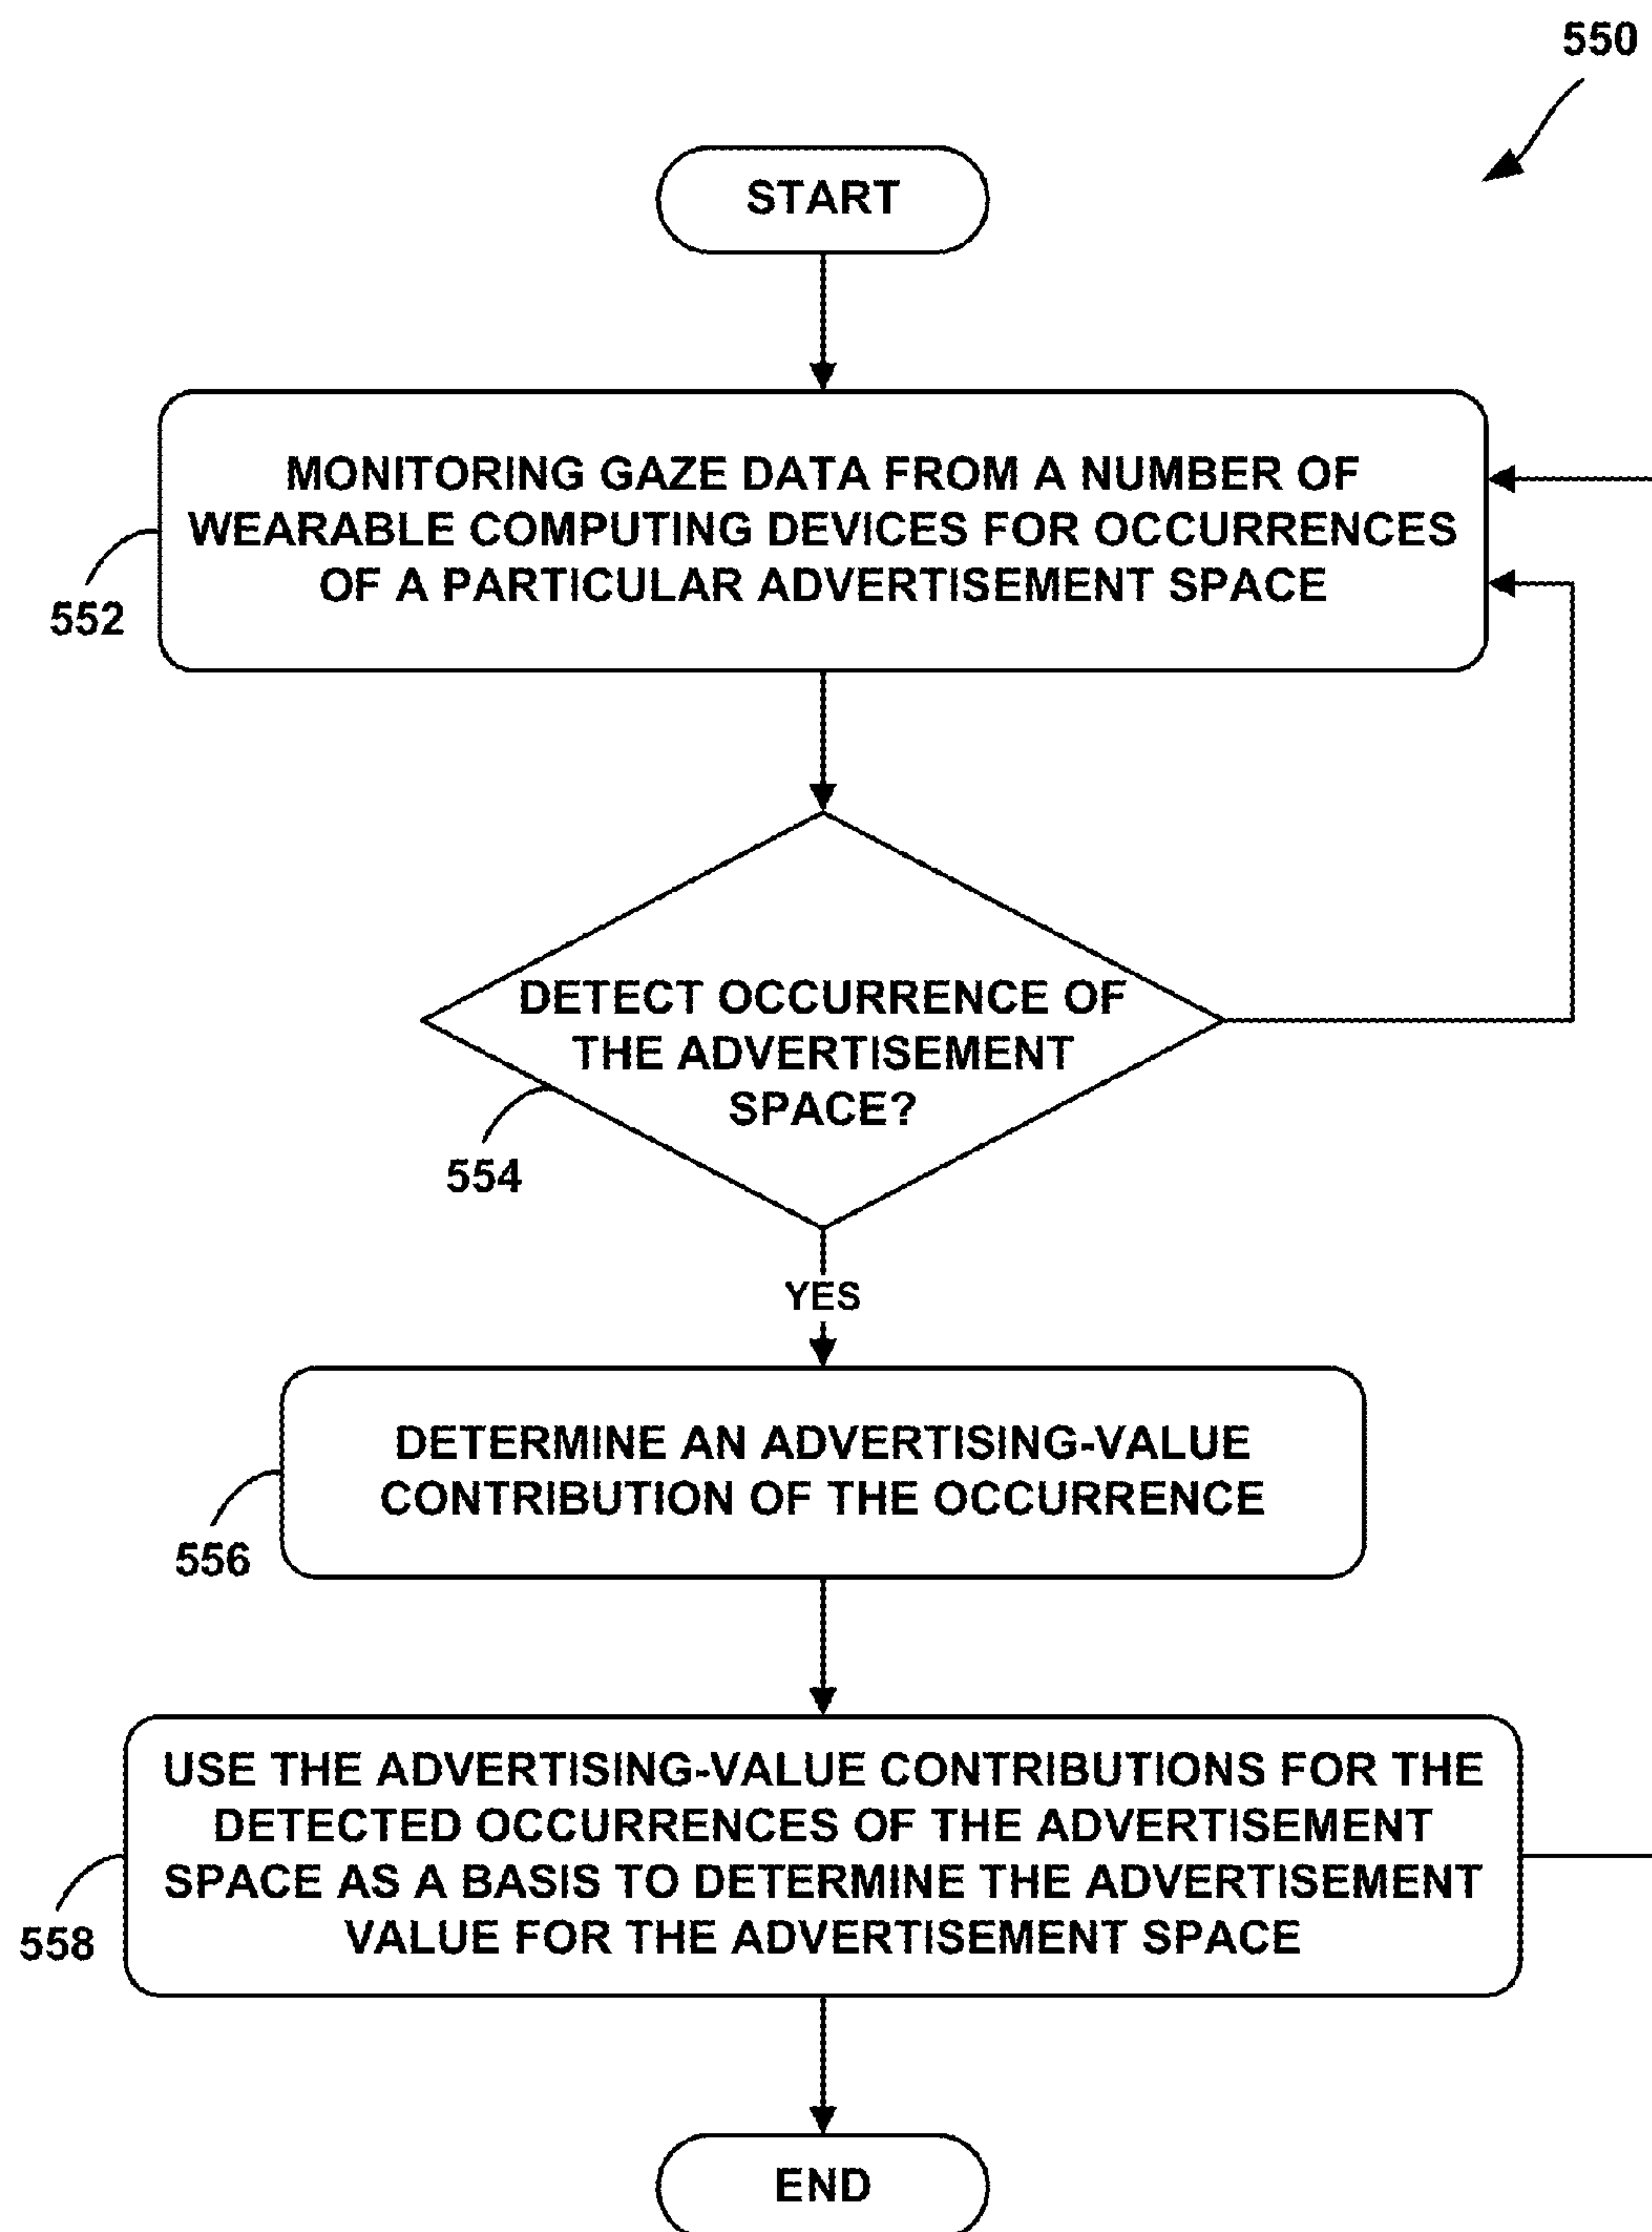 550
START
MONITORING GAZE DATA FROM A NUMBER OF
WEARABLE COMPUTING DEVICES FOR OCCURRENCES
OF A PARTICULAR ADVERTISEMENT SPACE
552
DETECT OCCURRENCE OF
THE ADVERTISEMENT
SPACE?
554
YES
DETERMINE AN ADVERTISING-VALUE
CONTRIBUTION OF THE OCCURRENCE
556
USE THE ADVERTISING-VALUE CONTRIBUTIONS FOR THE
DETECTED OCCURRENCES OF THE ADVERTISEMENT
SPACE AS A BASIS TO DETERMINE THE ADVERTISEMENT
VALUE FOR THE ADVERTISEMENT SPACE
558
END